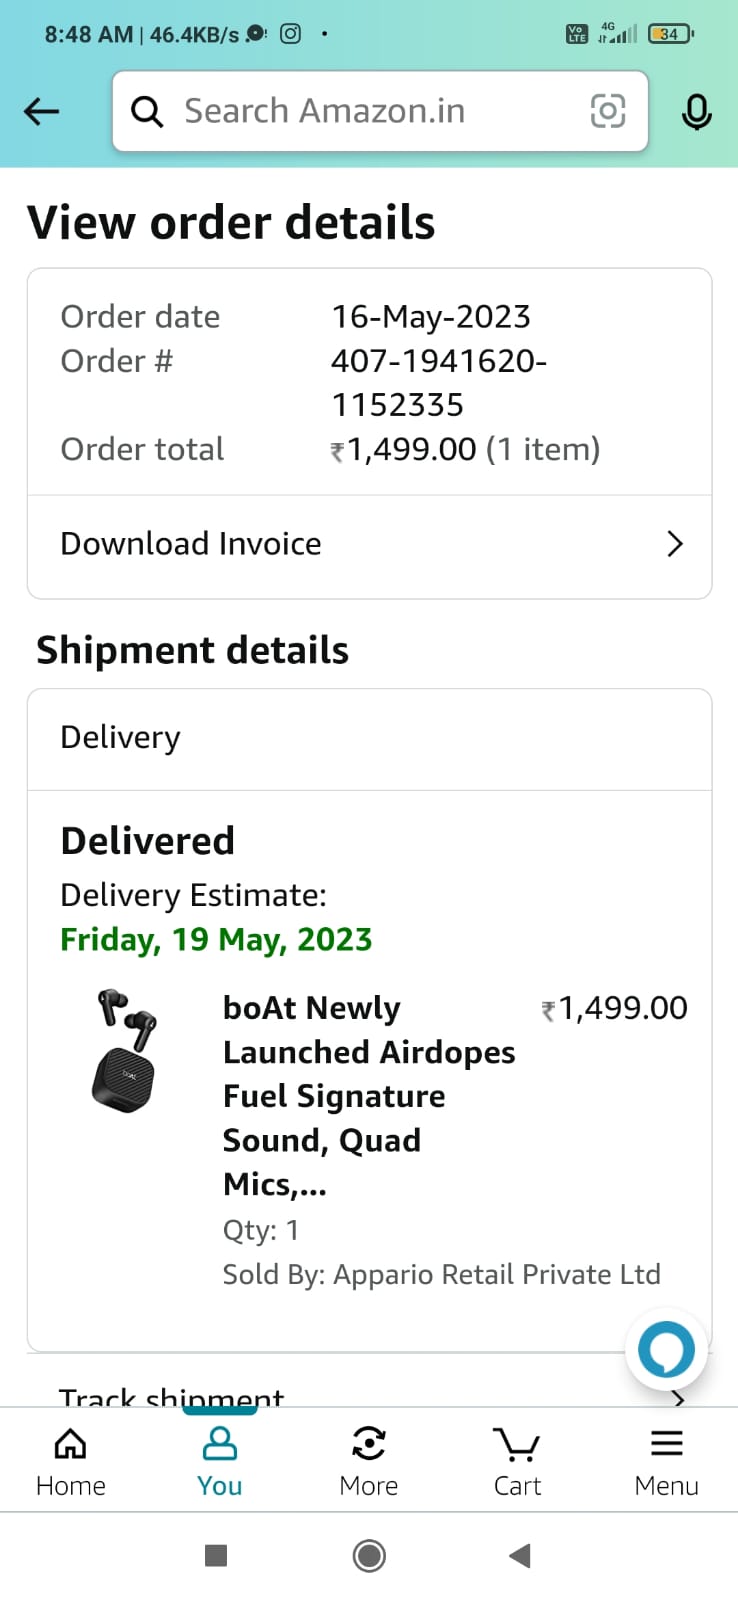 8:48 AM | 46.4KB/s
Vo LTE 4G 34
Search Amazon.in
View order details
Order date 16-May-2023
Order # 407-1941620-
1152335
Order total ₹1,499.00 (1 item)
Download Invoice
Shipment details
Delivery
Delivered
Delivery Estimate:
Friday, 19 May, 2023
boAt Newly ₹1,499.00
Launched Airdopes
Fuel Signature
Sound, Quad
Mics,...
Qty: 1
Sold By: Appario Retail Private Ltd
Track shipment
Home You More Cart Menu